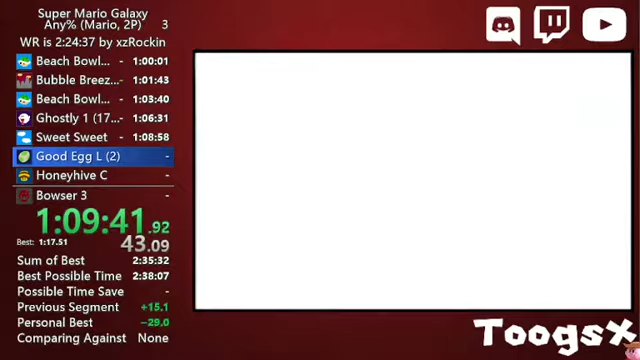 Super Mario Galaxy
Any% (Mario, 2P) 3
WR is 2:24:37 by xzRockin
Beach Bowl... - 1:00:01
Bubble Breez... - 1:01:43
Beach Bowl... - 1:03:40
Ghostly 1 (17... - 1:06:31
Sweet Sweet - 1:08:58
Good Egg L (2) -
Honeyhive C -
Bowser 3 -
1:09:41.92
Best: 1:17.51 43.09
Sum of Best 2:35:32
Best Possible Time 2:38:07
Possible Time Save -
Previous Segment +15.1
Personal Best -29.0
Comparing Against None
ToogsX